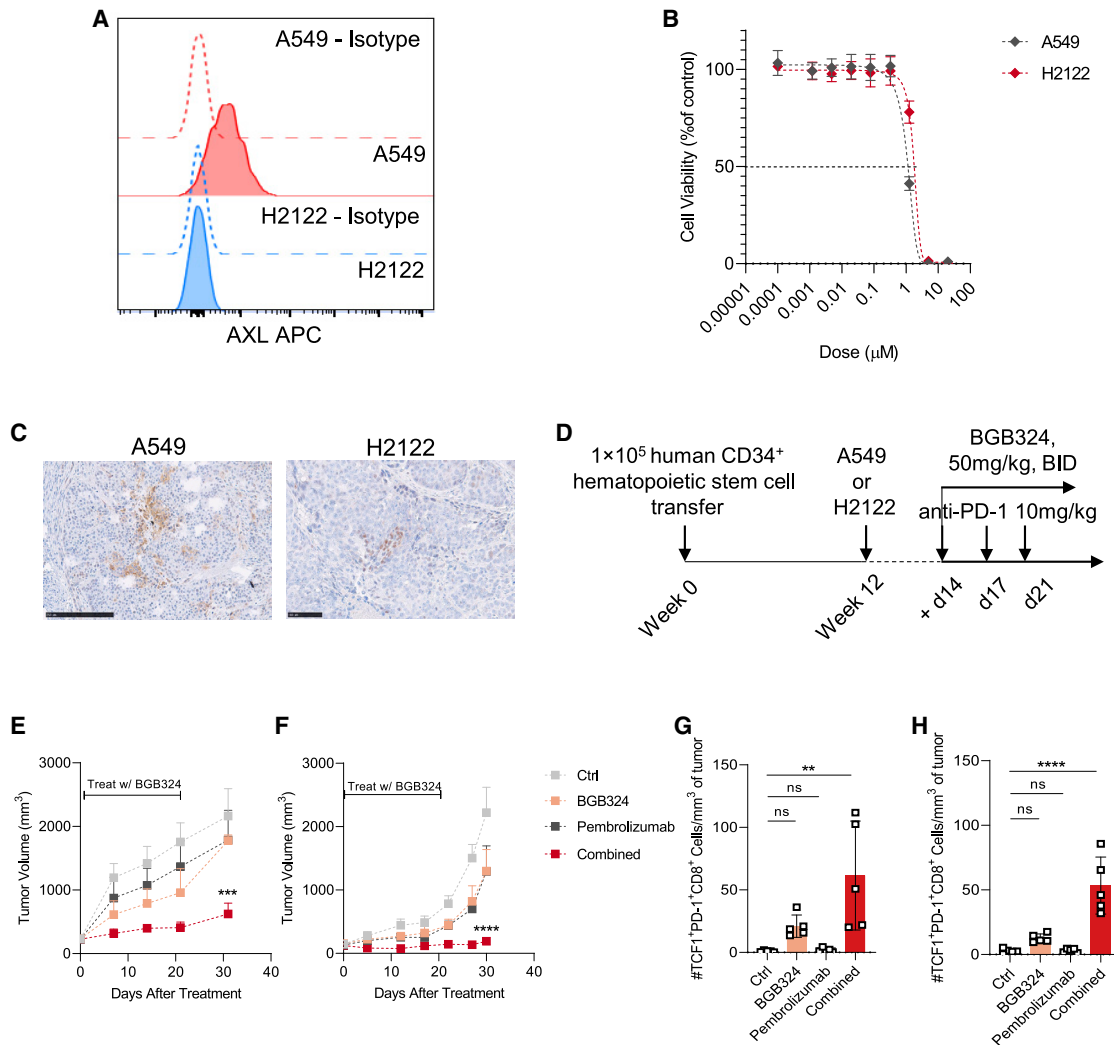 A
A549 - Isotype
A549
H2122 - Isotype
H2122
AXL APC
B
A549
H2122
Cell Viability (%of control)
100
50
0
0.00001
0.0001
0.001
0.01
0.1
1
10
100
Dose (μM)
C
A549
H2122
D
1×10⁵ human CD34⁺
hematopoietic stem cell
transfer
A549
or
H2122
BGB324,
50mg/kg, BID
anti-PD-1 10mg/kg
Week 0
Week 12
+ d14
d17
d21
E
Tumor Volume (mm³)
3000
2000
1000
0
Treat w/ BGB324
***
0
10
20
30
40
Days After Treatment
F
Tumor Volume (mm³)
3000
2000
1000
0
Treat w/ BGB324
****
0
10
20
30
40
Days After Treatment
Ctrl
BGB324
Pembrolizumab
Combined
G
#TCF1⁺PD-1⁺CD8⁺ Cells/mm³ of tumor
150
100
50
0
**
ns
ns
Ctrl
BGB324
Pembrolizumab
Combined
H
#TCF1⁺PD-1⁺CD8⁺ Cells/mm³ of tumor
150
100
50
0
****
ns
ns
Ctrl
BGB324
Pembrolizumab
Combined